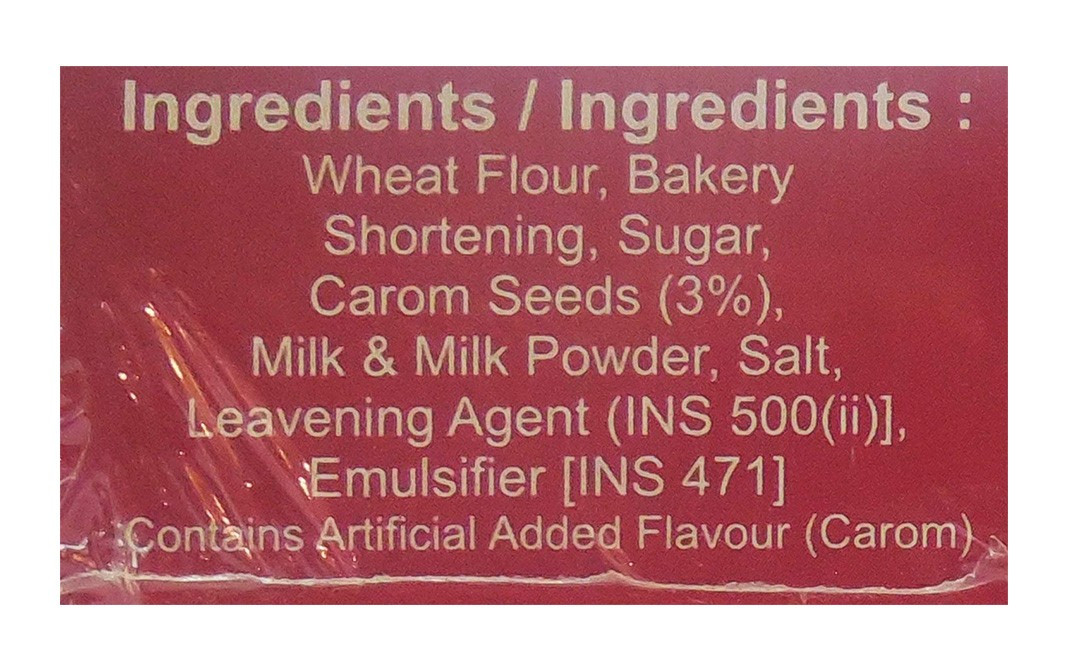 Ingredients / Ingredients :
Wheat Flour, Bakery
Shortening, Sugar,
Carom Seeds (3%),
Milk & Milk Powder, Salt,
Leavening Agent (INS 500(ii)],
Emulsifier [INS 471]
Contains Artificial Added Flavour (Carom)